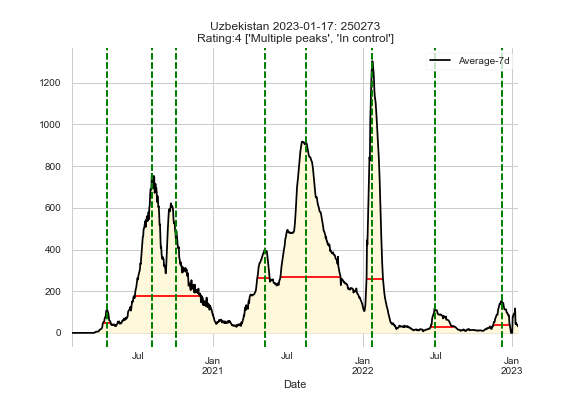 Uzbekistan 2023-01-17: 250273
Rating:4 ['Multiple peaks', 'In control']
Average-7d
1200
1000
800
600
400
200
0
Jul
Jan
2021
Jul
Jan
2022
Jul
Jan
2023
Date